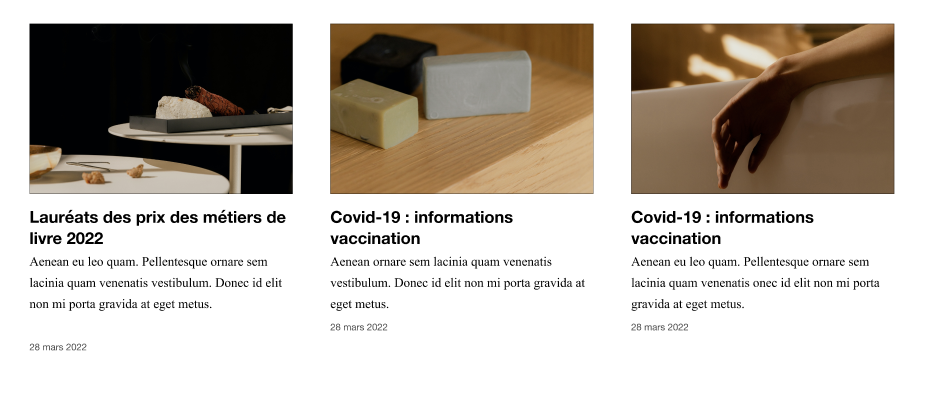 Lauréats des prix des métiers de
livre 2022
Aenean eu leo quam. Pellentesque ornare sem
lacinia quam venenatis vestibulum. Donec id elit
non mi porta gravida at eget metus.
28 mars 2022
Covid-19 : informations
vaccination
Aenean ornare sem lacinia quam venenatis
vestibulum. Donec id elit non mi porta gravida at
eget metus.
28 mars 2022
Covid-19 : informations
vaccination
Aenean eu leo quam. Pellentesque ornare sem
lacinia quam venenatis onec id elit non mi porta
gravida at eget metus.
28 mars 2022